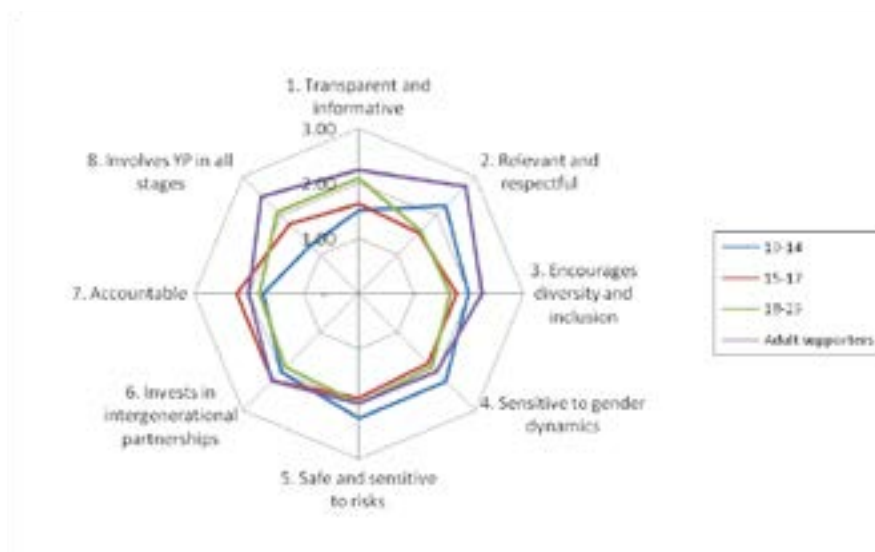 1. Transparent and
informative
3.00
2. Relevant and
respectful
8. Involves YP in all
stages
2.00
1.00
3. Encourages
diversity and
inclusion
7. Accountable
4. Sensitive to gender
dynamics
6. Invests in
intergenerational
partnerships
5. Safe and sensitive
to risks
10-14
15-17
Adult supporters